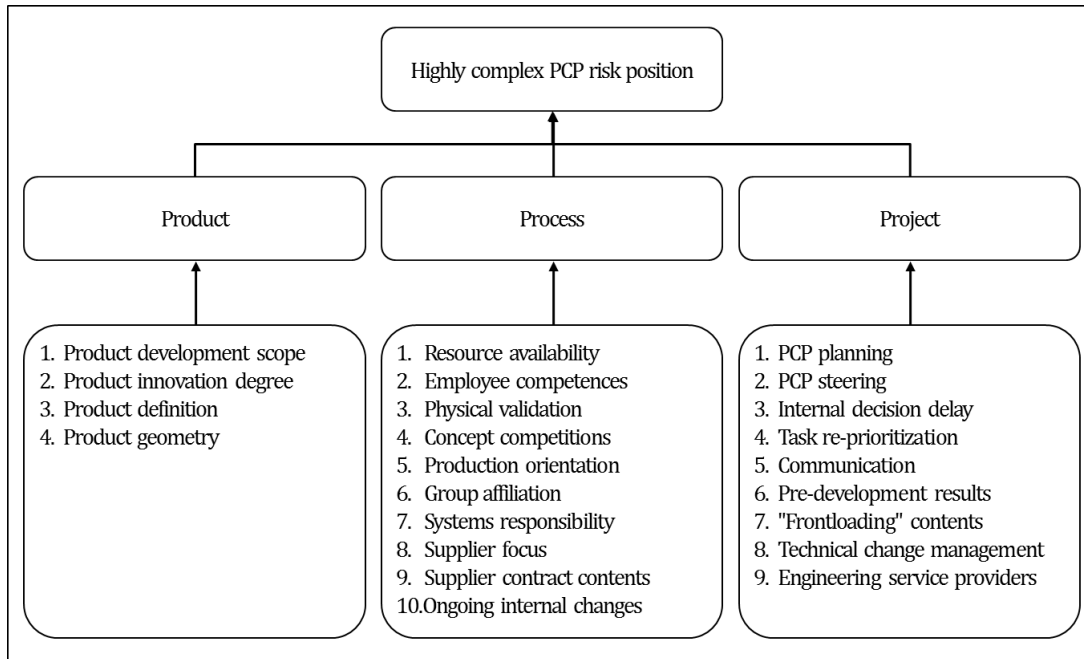 Highly complex PCP risk position
Product
Process
Project
1. Product development scope
2. Product innovation degree
3. Product definition
4. Product geometry
1. Resource availability
2. Employee competences
3. Physical validation
4. Concept competitions
5. Production orientation
6. Group affiliation
7. Systems responsibility
8. Supplier focus
9. Supplier contract contents
10.Ongoing internal changes
1. PCP planning
2. PCP steering
3. Internal decision delay
4. Task re-prioritization
5. Communication
6. Pre-development results
7. "Frontloading" contents
8. Technical change management
9. Engineering service providers